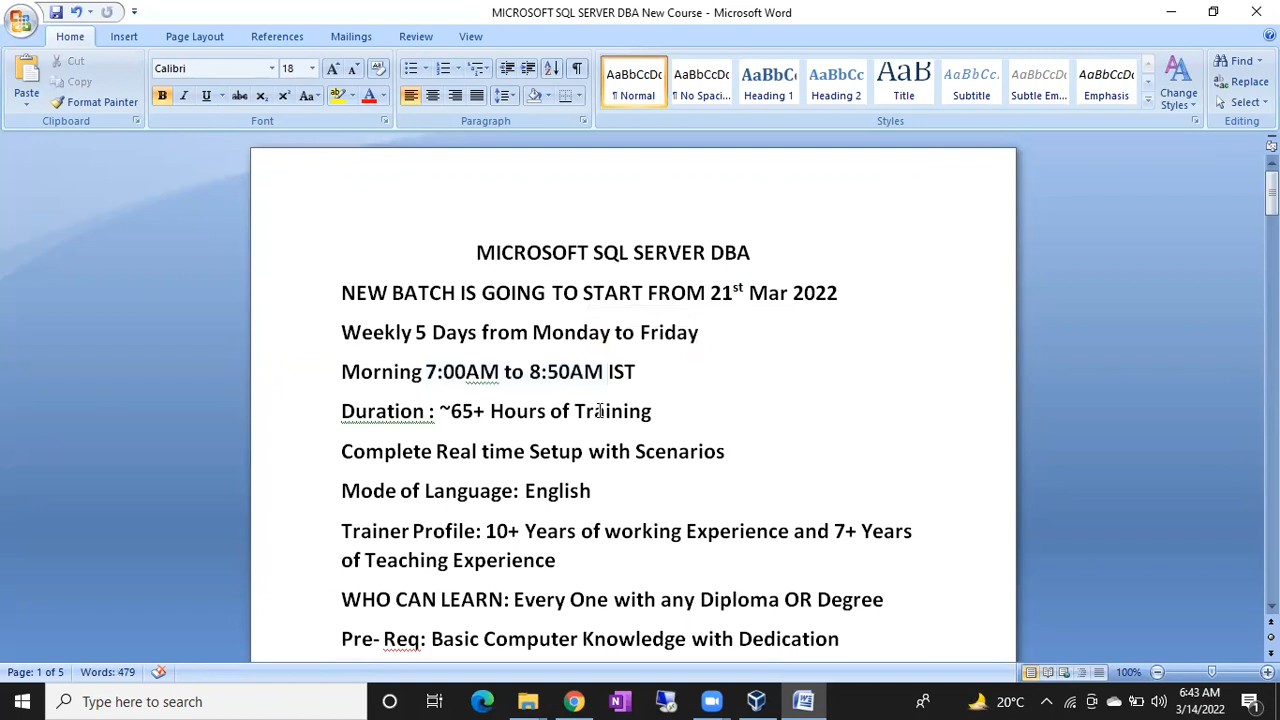 MICROSOFT SQL SERVER DBA New Course - Microsoft Word
Home Insert Page Layout References Mailings Review View
Paste
Cut
Copy
Format Painter
Clipboard
Calibri 18
Font
Paragraph
AaBbCcDc AaBbCcDc AaBbCc AaBbCc AaB AaBbCc. AaBbCcDc AaBbCcDc
¶ Normal ¶ No Spaci... Heading 1 Heading 2 Title Subtitle Subtle Em... Emphasis
Change Styles
Styles
Find
Replace
Select
Editing
MICROSOFT SQL SERVER DBA
NEW BATCH IS GOING TO START FROM 21st Mar 2022
Weekly 5 Days from Monday to Friday
Morning 7:00AM to 8:50AM IST
Duration : ~65+ Hours of Training
Complete Real time Setup with Scenarios
Mode of Language: English
Trainer Profile: 10+ Years of working Experience and 7+ Years
of Teaching Experience
WHO CAN LEARN: Every One with any Diploma OR Degree
Pre- Req: Basic Computer Knowledge with Dedication
Page: 1 of 5 Words: 479 100%
Type here to search
20°C
6:43 AM
3/14/2022